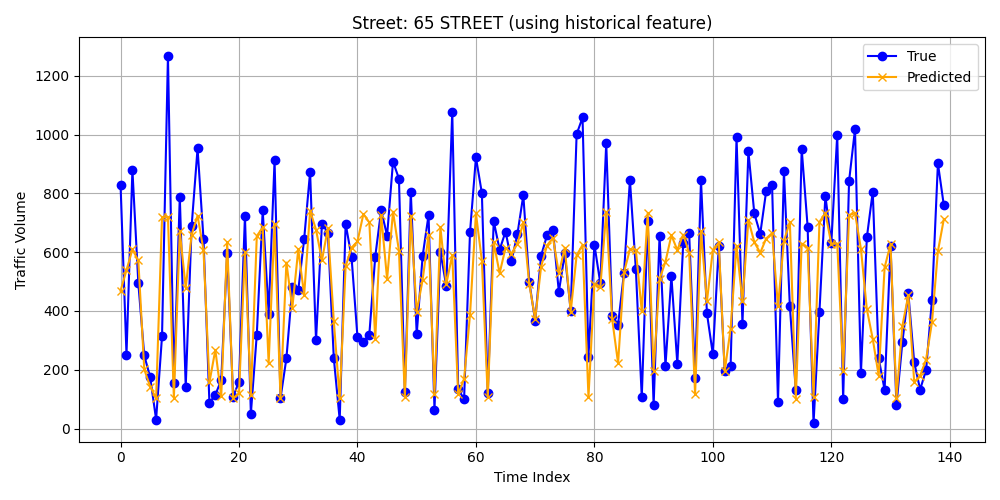 Street: 65 STREET (using historical feature)
True
Predicted
Traffic Volume
1200
1000
800
600
400
200
0
0 20 40 60 80 100 120 140
Time Index